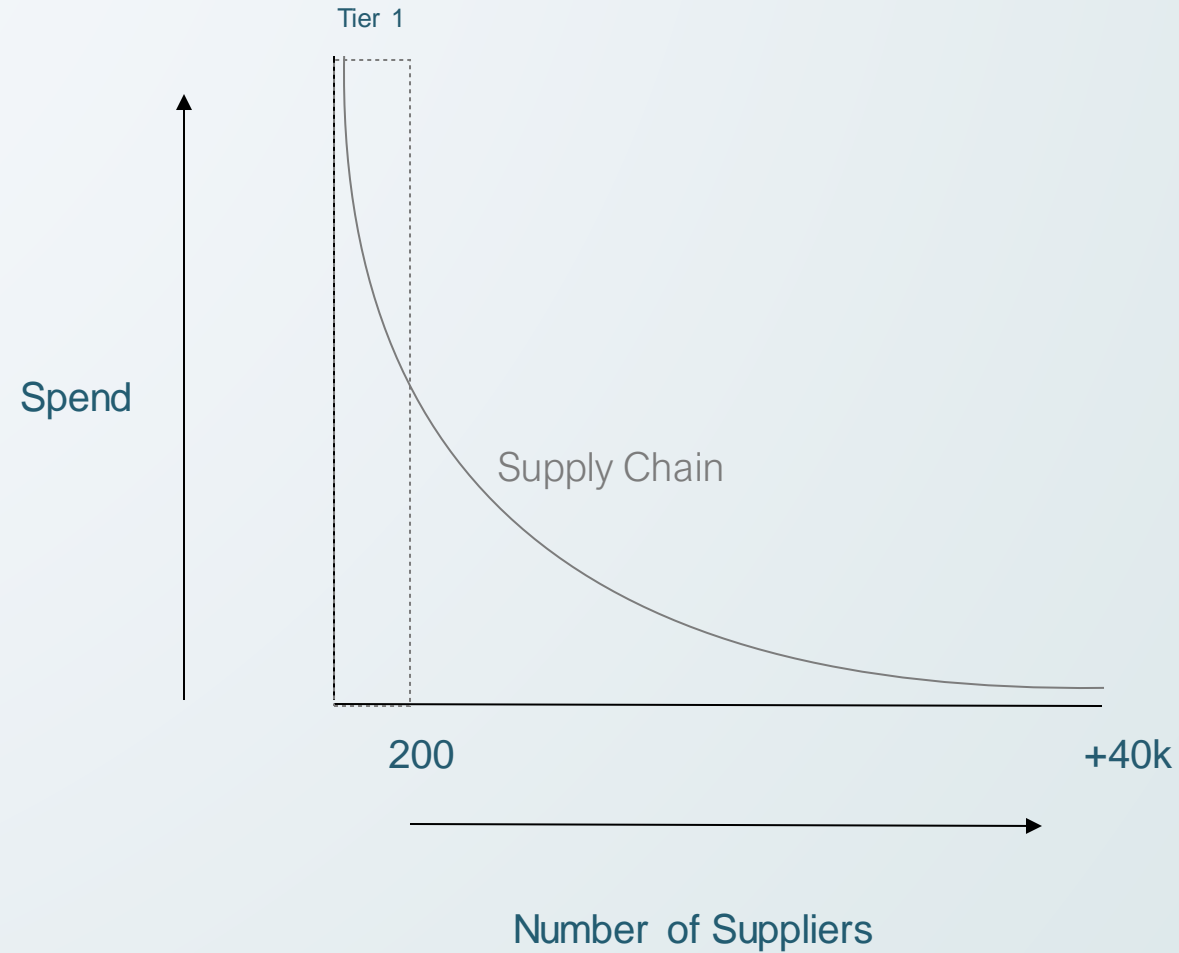 Tier 1
Spend
Supply Chain
200
+40k
Number of Suppliers